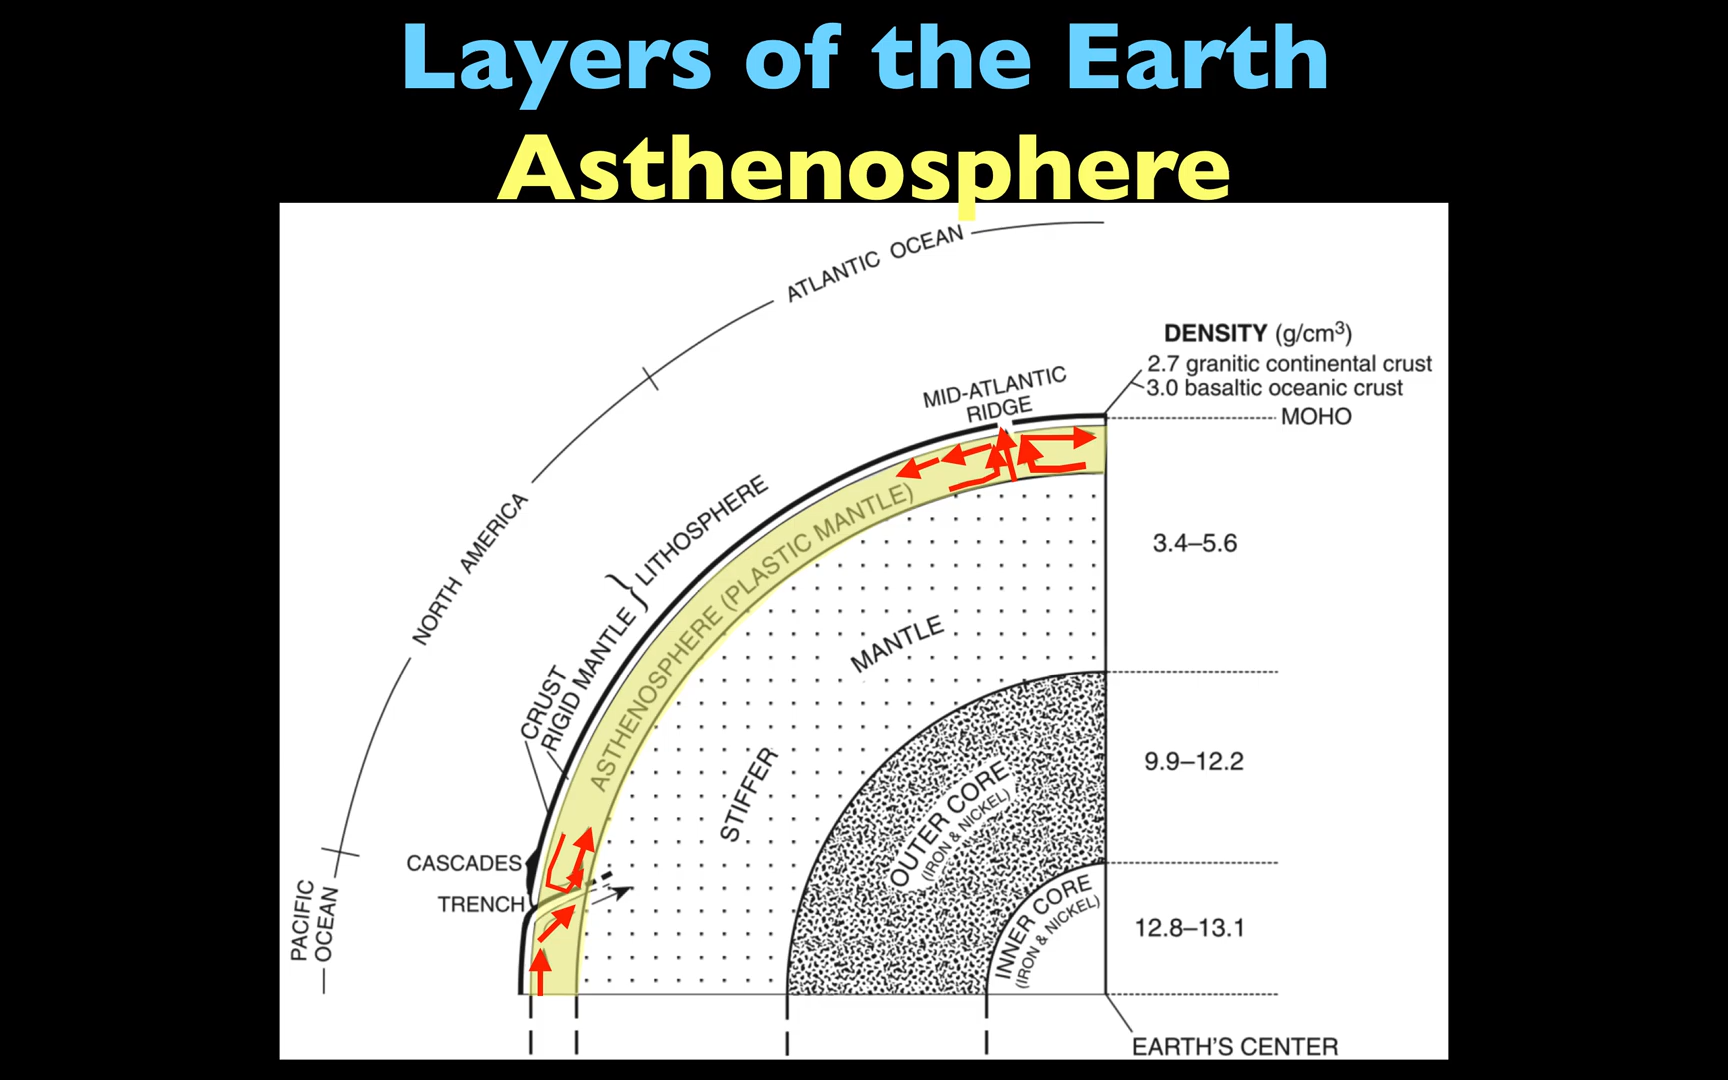 Layers of the Earth
Asthenosphere
ATLANTIC OCEAN
DENSITY (g/cm³)
2.7 granitic continental crust
3.0 basaltic oceanic crust
MOHO
MID-ATLANTIC
RIDGE
NORTH AMERICA
LITHOSPHERE
CRUST
RIGID MANTLE
ASTHENOSPHERE (PLASTIC MANTLE)
3.4–5.6
STIFFER MANTLE
9.9–12.2
OUTER CORE
(IRON & NICKEL)
CASCADES
TRENCH
PACIFIC
OCEAN
INNER CORE
(IRON & NICKEL)
12.8–13.1
EARTH'S CENTER